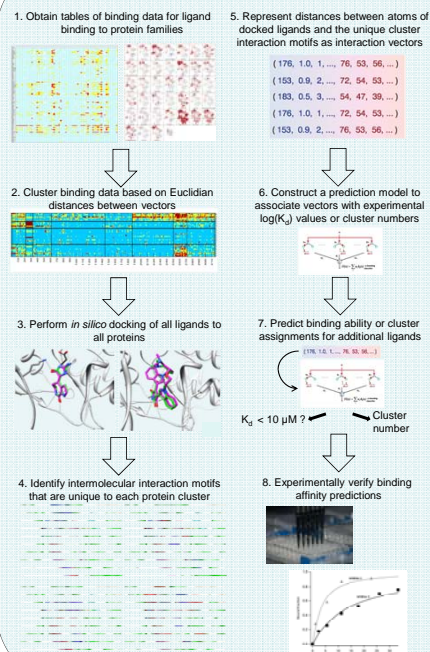 1. Obtain tables of binding data for ligand
binding to protein families
2. Cluster binding data based on Euclidian
distances between vectors
3. Perform in silico docking of all ligands to
all proteins
4. Identify intermolecular interaction motifs
that are unique to each protein cluster
5. Represent distances between atoms of
docked ligands and the unique cluster
interaction motifs as interaction vectors
( 176, 1.0, 1, ..., 76, 53, 56, ... )
( 153, 0.9, 2, ... 72, 54, 53, ... )
( 183, 0.5, 3, ... 54, 47, 39, ... )
( 176, 1.0, 1, ... 72, 54, 53, ... )
( 153, 0.9, 2, ... 76, 53, 56, ... )
6. Construct a prediction model to
associate vectors with experimental
log(Kd) values or cluster numbers
7. Predict binding ability or cluster
assignments for additional ligands
( 176, 1.0, 1, ..., 76, 53, 56, ... )
Kd < 10 µM ?
Cluster
number
8. Experimentally verify binding
affinity predictions